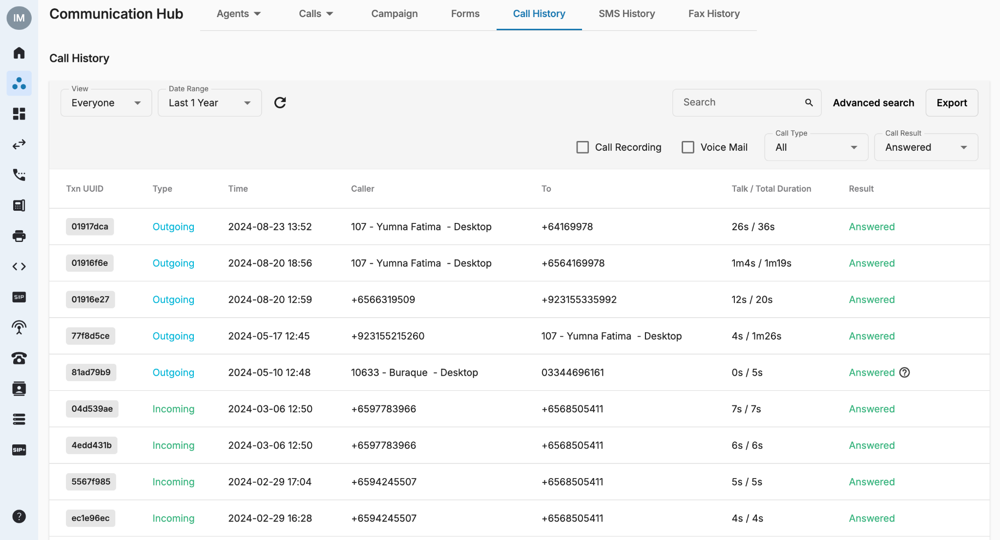 IM
Communication Hub
Agents
Calls
Campaign
Forms
Call History
SMS History
Fax History
Call History
View
Everyone
Date Range
Last 1 Year
Search
Advanced search
Export
Call Recording
Voice Mail
Call Type
All
Call Result
Answered
Txn UUID Type Time Caller To Talk / Total Duration Result
01917dca Outgoing 2024-08-23 13:52 107 - Yumna Fatima - Desktop +64169978 26s / 36s Answered
01916f6e Outgoing 2024-08-20 18:56 107 - Yumna Fatima - Desktop +6564169978 1m4s / 1m19s Answered
01916e27 Outgoing 2024-08-20 12:59 +6566319509 +923155335992 12s / 20s Answered
77f8d5ce Outgoing 2024-05-17 12:45 +923155215260 107 - Yumna Fatima - Desktop 4s / 1m26s Answered
81ad79b9 Outgoing 2024-05-10 12:48 10633 - Buraque - Desktop 03344696161 0s / 5s Answered ?
04d539ae Incoming 2024-03-06 12:50 +6597783966 +6568505411 7s / 7s Answered
4edd431b Incoming 2024-03-06 12:50 +6597783966 +6568505411 6s / 6s Answered
5567f985 Incoming 2024-02-29 17:04 +6594245507 +6568505411 5s / 5s Answered
ec1e96ec Incoming 2024-02-29 16:28 +6594245507 +6568505411 4s / 4s Answered
SIP
SIP+
?